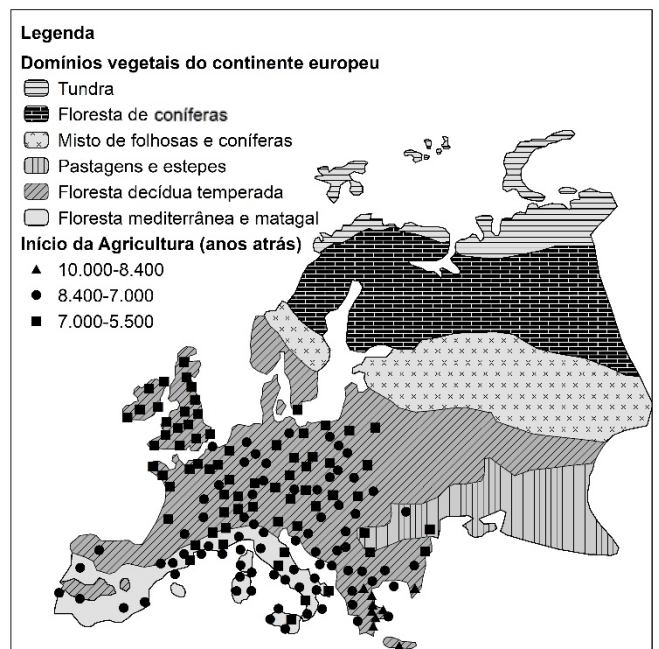 Legenda
Domínios vegetais do continente europeu
Tundra
Floresta de coníferas
Misto de folhosas e coníferas
Pastagens e estepes
Floresta decídua temperada
Floresta mediterrânea e matagal
Início da Agricultura (anos atrás)
10.000-8.400
8.400-7.000
7.000-5.500